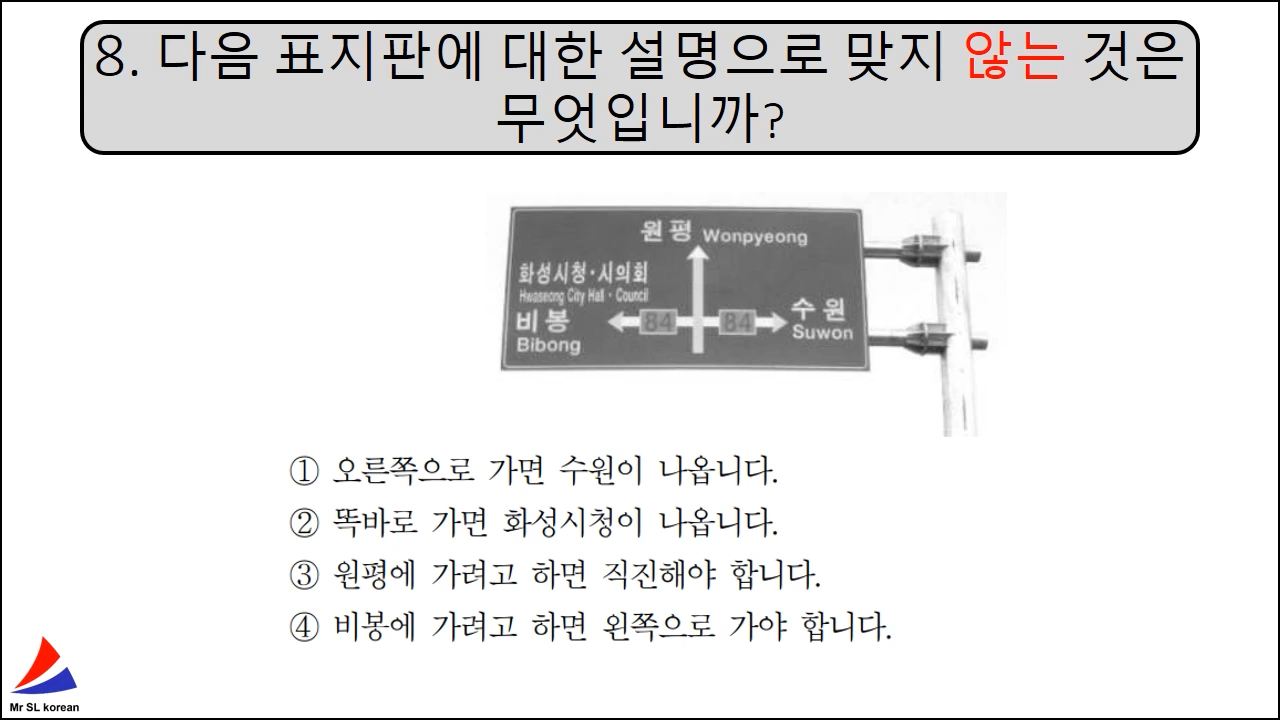 8. 다음 표지판에 대한 설명으로 맞지 않는 것은
무엇입니까?
원평 Wonpyeong
화성시청·시의회
Hwaseong City Hall · Council
비봉
Bibong
84
84
수원
Suwon
① 오른쪽으로 가면 수원이 나옵니다.
② 똑바로 가면 화성시청이 나옵니다.
③ 원평에 가려고 하면 직진해야 합니다.
④ 비봉에 가려고 하면 왼쪽으로 가야 합니다.
Mr SL korean